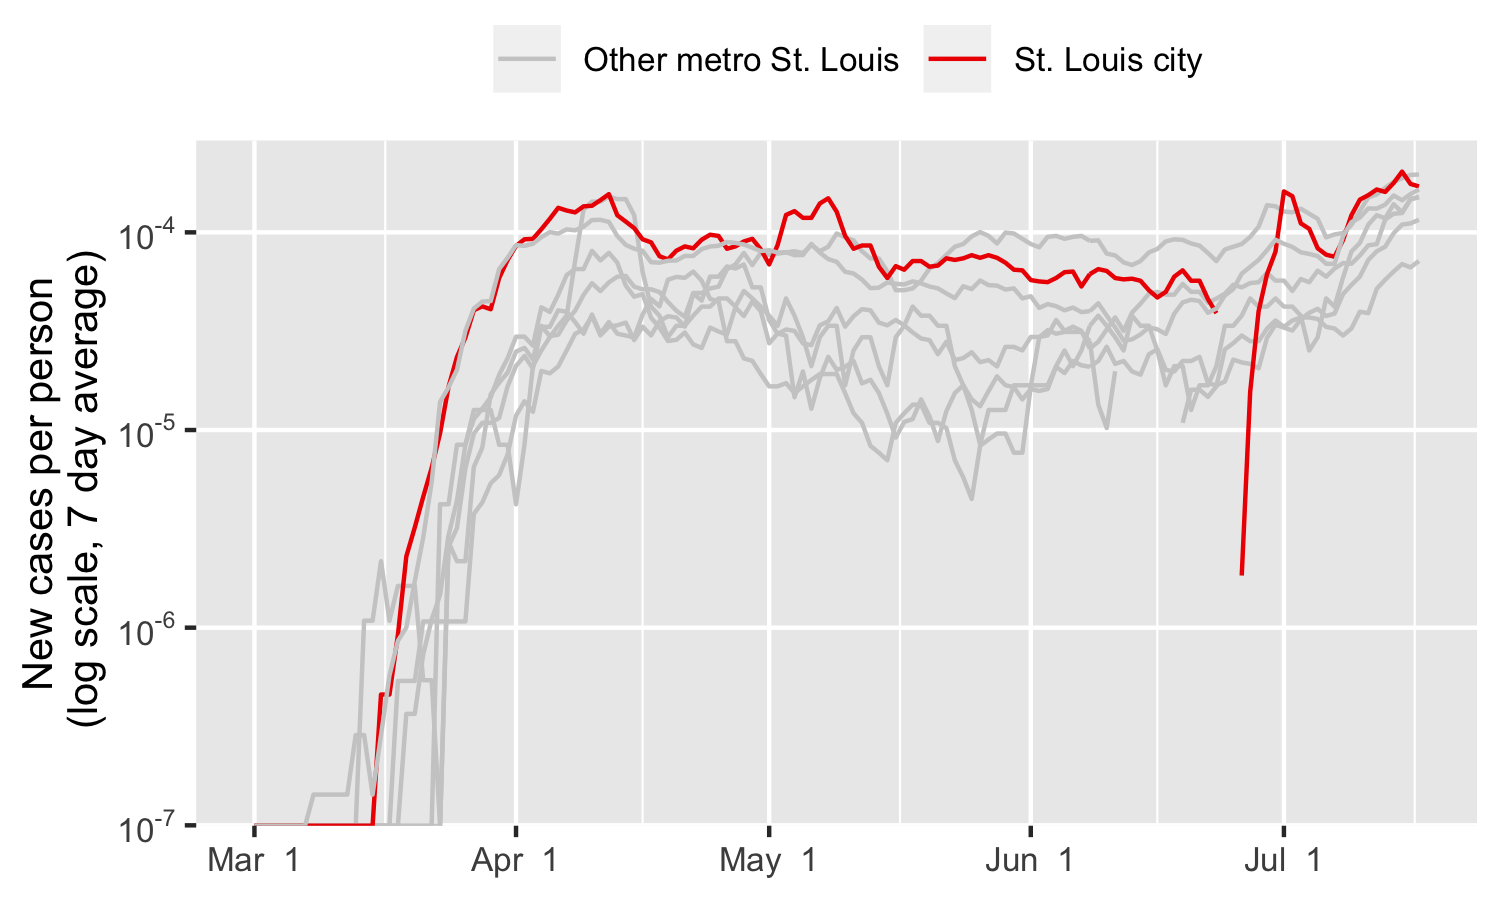 Other metro St. Louis St. Louis city
New cases per person
(log scale, 7 day average)
10⁻⁴
10⁻⁵
10⁻⁶
10⁻⁷
Mar 1 Apr 1 May 1 Jun 1 Jul 1